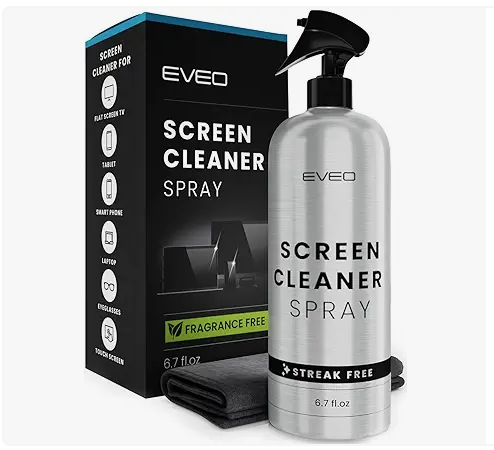 SCREEN
CLEANER FOR
FLAT SCREEN TV
TABLET
SMART PHONE
LAPTOP
EYEGLASSES
TOUCH SCREEN
EVEO
SCREEN
CLEANER
SPRAY
FRAGRANCE FREE
6.7 fl.oz
EVEO
SCREEN
CLEANER
SPRAY
STREAK FREE
6.7 fl.oz